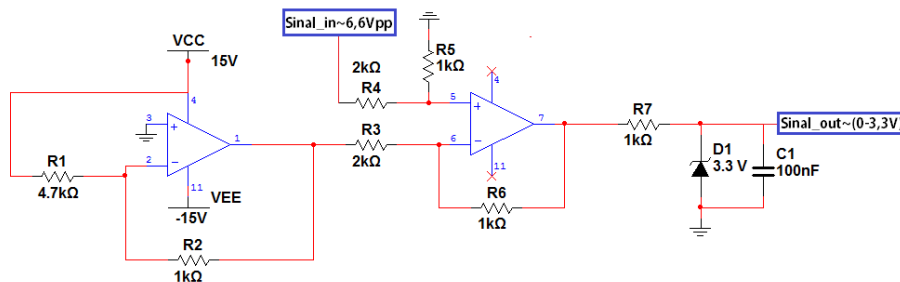 Sinal_in~6,6Vpp
VCC
15V
R5
1kΩ
2kΩ
R4
4
4
3
1
2
5
7
6
R3
2kΩ
R7
1kΩ
Sinal_out~(0-3,3V)
R1
4.7kΩ
11
VEE
-15V
11
D1
3.3 V
C1
100nF
R6
1kΩ
R2
1kΩ